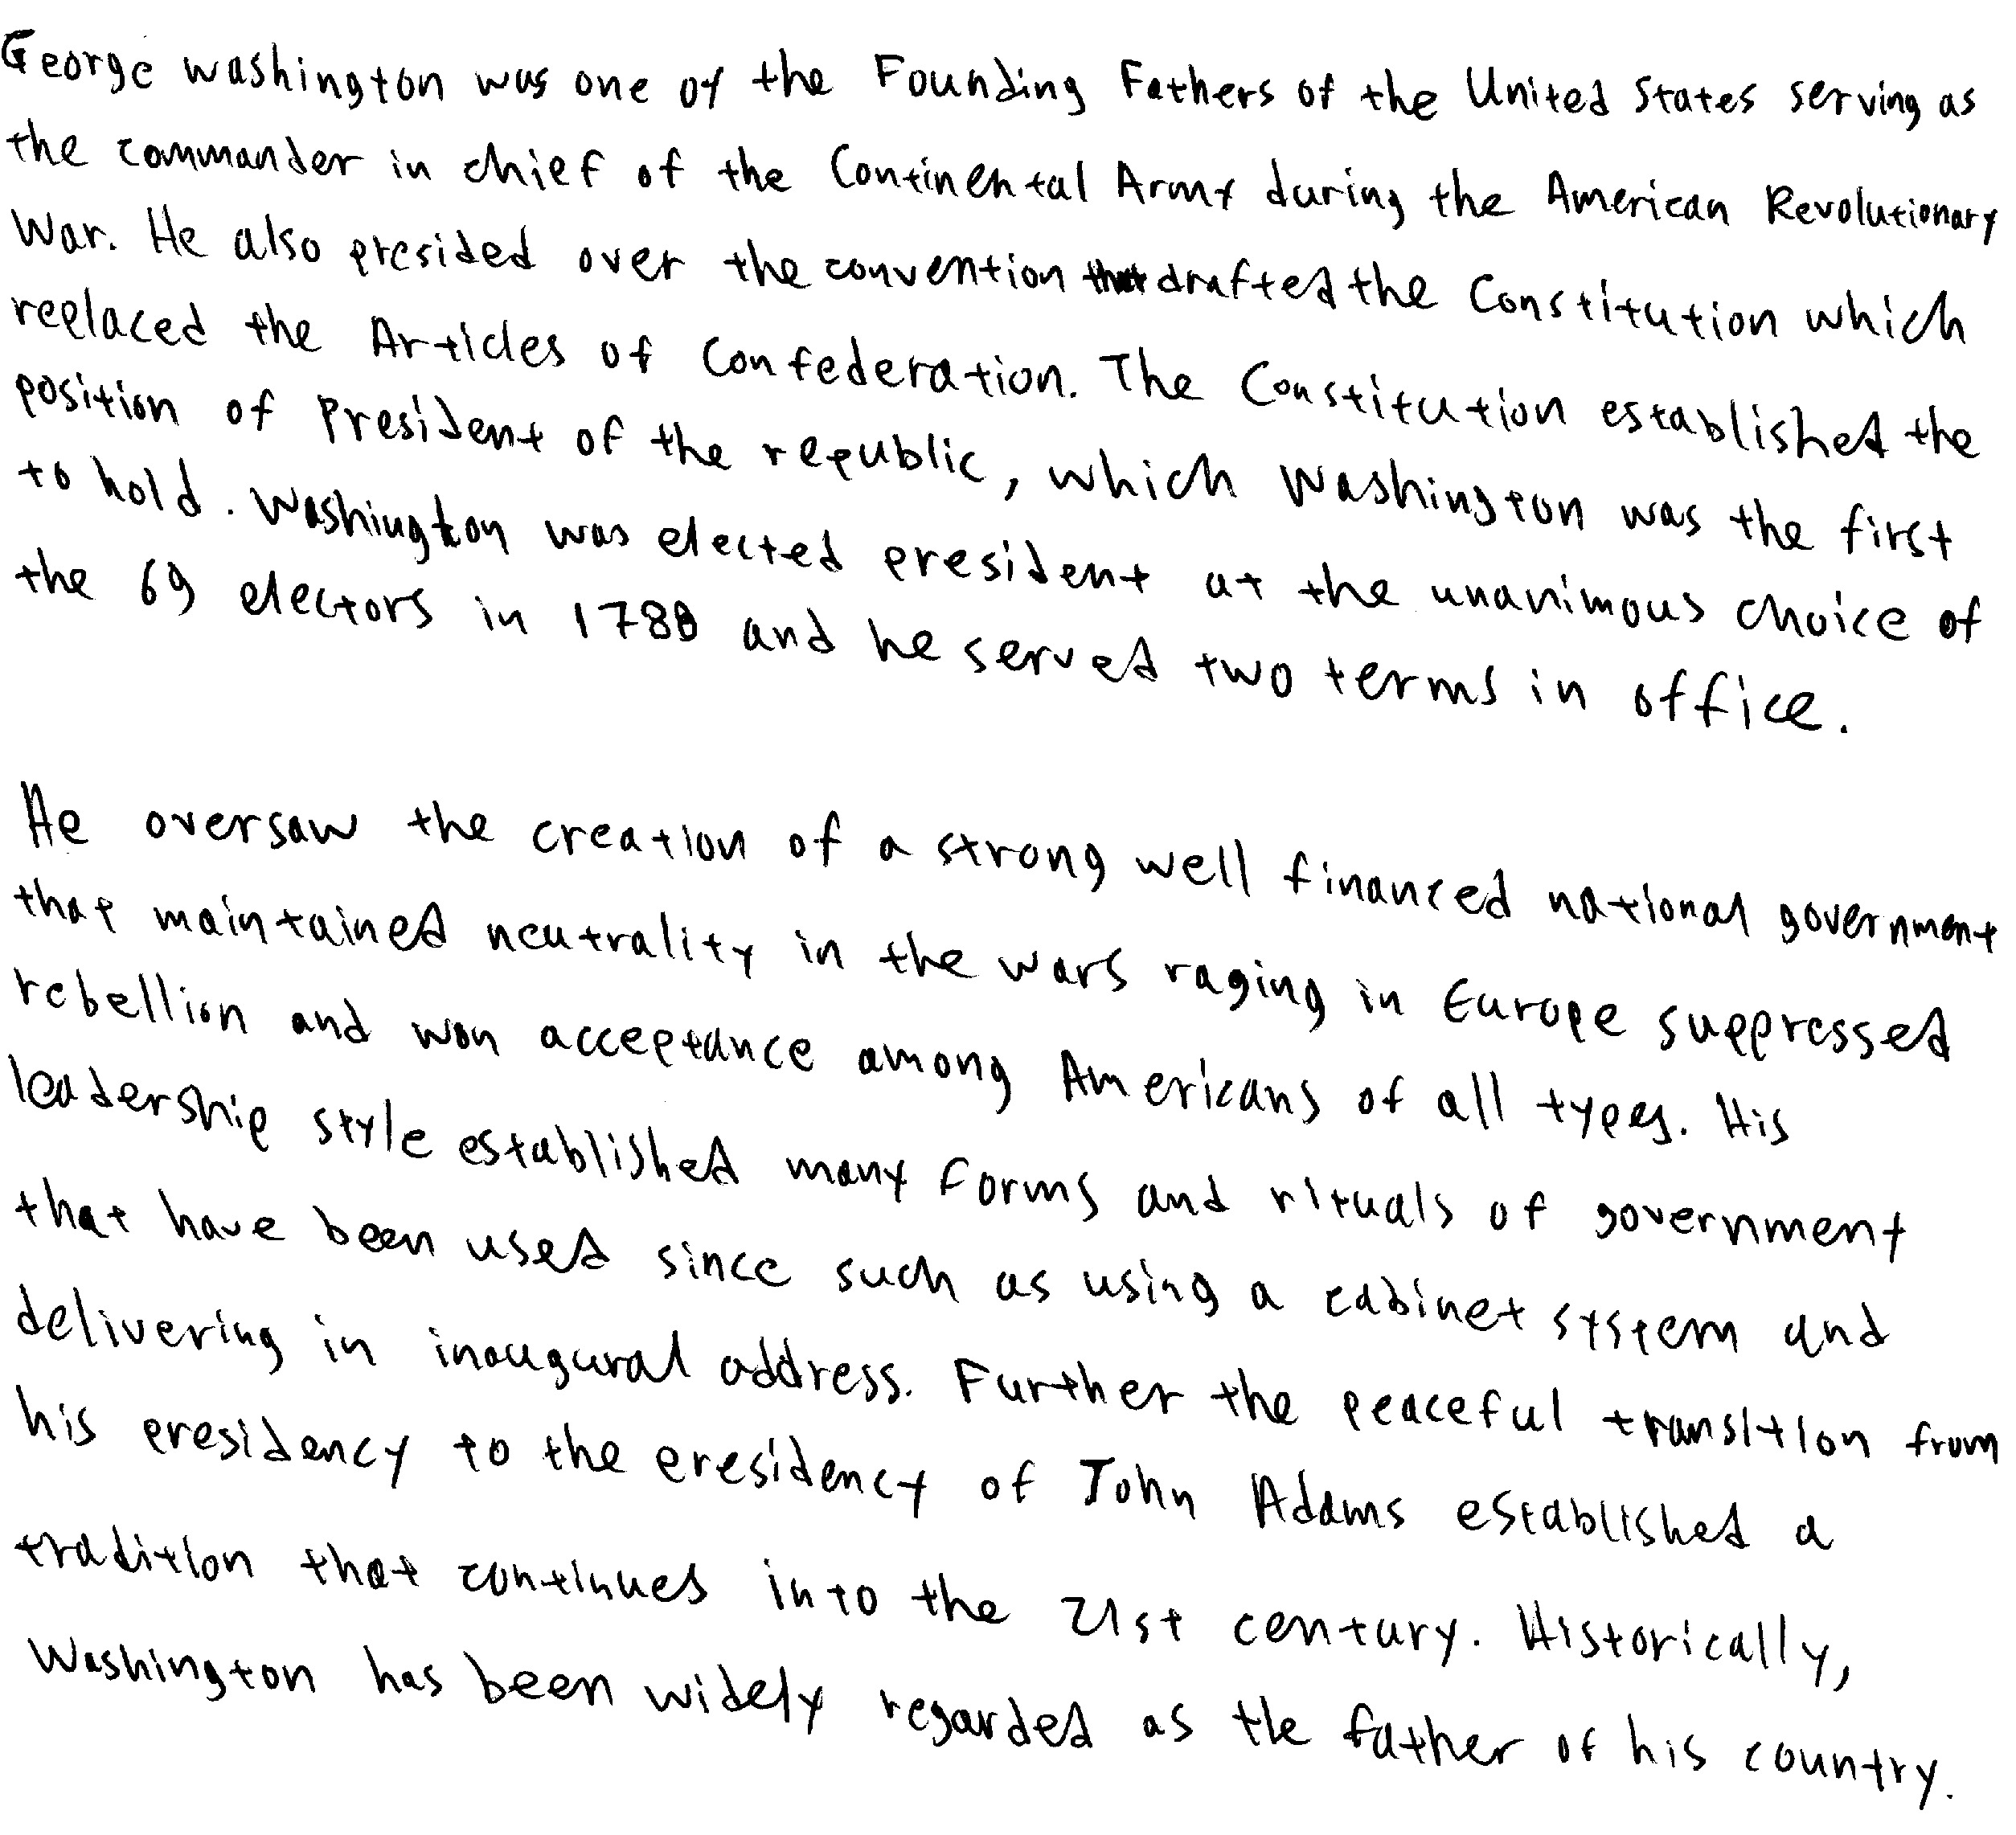 George Washington was one of the Founding Fathers of the United States serving as
the commander in chief of the Continental Army during the American Revolutionary
War. He also presided over the convention that drafted the Constitution which
replaced the Articles of Confederation. The Constitution established the
position of President of the republic, which Washington was the first
to hold. Washington was elected president at the unanimous choice of
the 69 electors in 1788 and he served two terms in office.
He oversaw the creation of a strong well financed national government
that maintained neutrality in the wars raging in Europe suppressed
rebellion and won acceptance among Americans of all types. His
leadership style established many forms and rituals of government
that have been used since such as using a cabinet system and
delivering in inaugural address. Further the peaceful transition from
his presidency to the presidency of John Adams established a
tradition that continues into the 21st century. Historically,
Washington has been widely regarded as the father of his country.